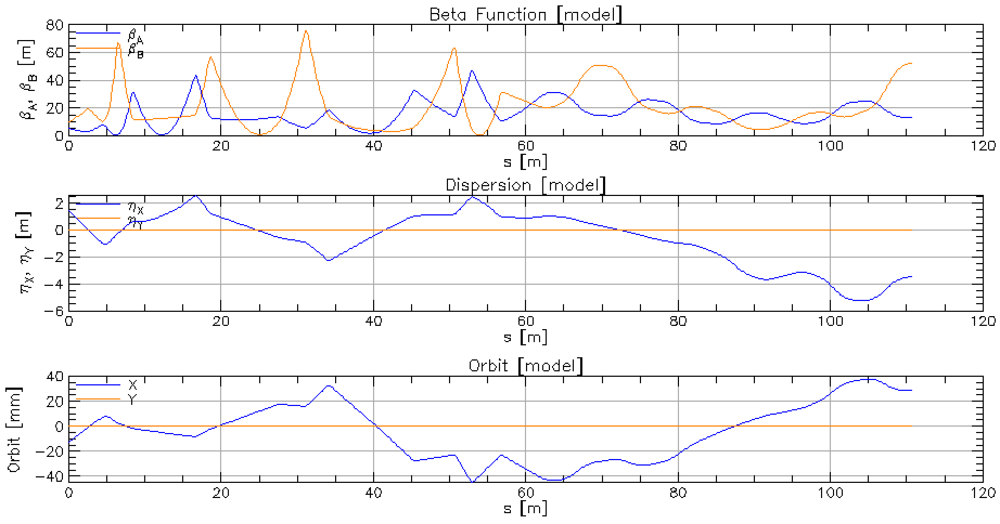 Beta Function [model]
β_A, β_B [m]
80
60
40
20
0
β_A
β_B
0 20 40 60 80 100 120
s [m]
Dispersion [model]
η_X, η_Y [m]
2
0
−2
−4
−6
η_X
η_Y
0 20 40 60 80 100 120
s [m]
Orbit [model]
Orbit [mm]
40
20
0
−20
−40
X
Y
0 20 40 60 80 100 120
s [m]